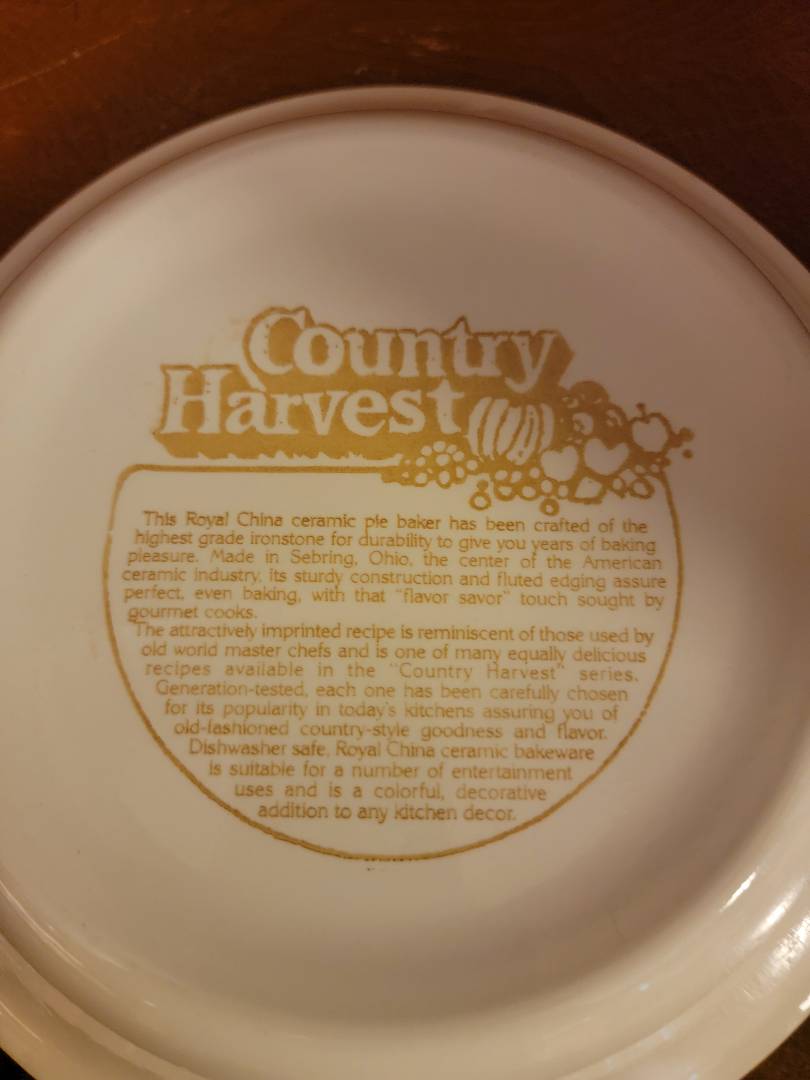 Country
Harvest
This Royal China ceramic pie baker has been crafted of the
highest grade ironstone for durability to give you years of baking
pleasure. Made in Sebring, Ohio, the center of the American
ceramic industry, its sturdy construction and fluted edging assure
perfect, even baking, with that "flavor savor" touch sought by
gourmet cooks.
The attractively imprinted recipe is reminiscent of those used by
old world master chefs and is one of many equally delicious
recipes available in the "Country Harvest" series.
Generation-tested, each one has been carefully chosen
for its popularity in today's kitchens assuring you of
old-fashioned country-style goodness and flavor.
Dishwasher safe, Royal China ceramic bakeware
is suitable for a number of entertainment
uses and is a colorful, decorative
addition to any kitchen decor.